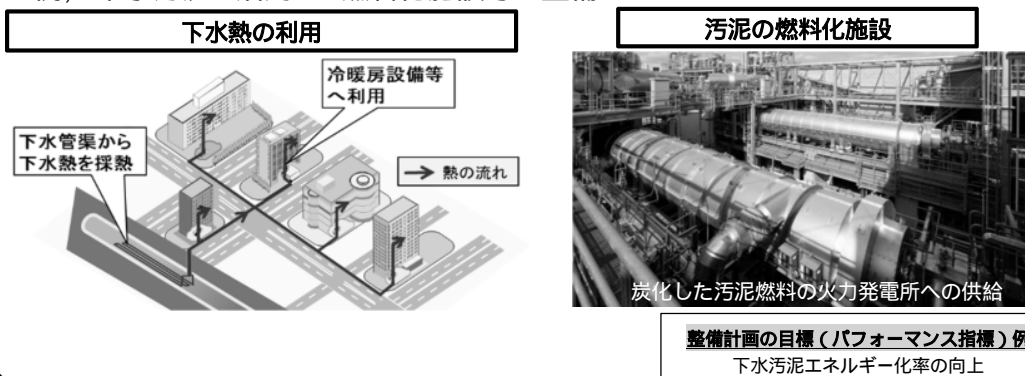 下水熱の利用
汚泥の燃料化施設
冷暖房設備等
へ利用
下水管渠から
下水熱を採熱
熱の流れ
炭化した汚泥燃料の火力発電所への供給
整備計画の目標(パフォーマンス指標)例
下水汚泥エネルギー化率の向上